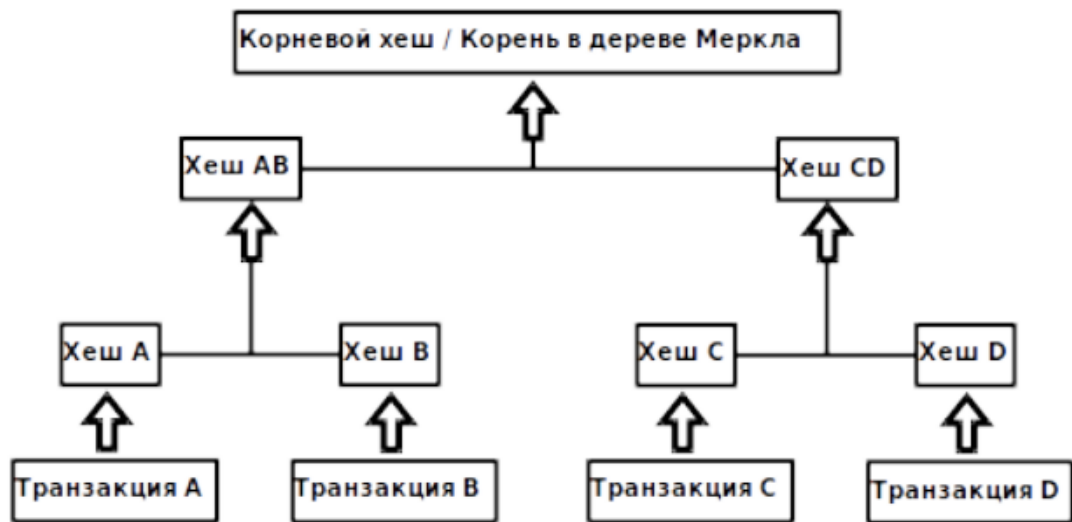 Корневой хеш / Корень в дереве Меркла
Хеш AB
Хеш CD
Хеш A
Хеш B
Хеш C
Хеш D
Транзакция A
Транзакция B
Транзакция C
Транзакция D